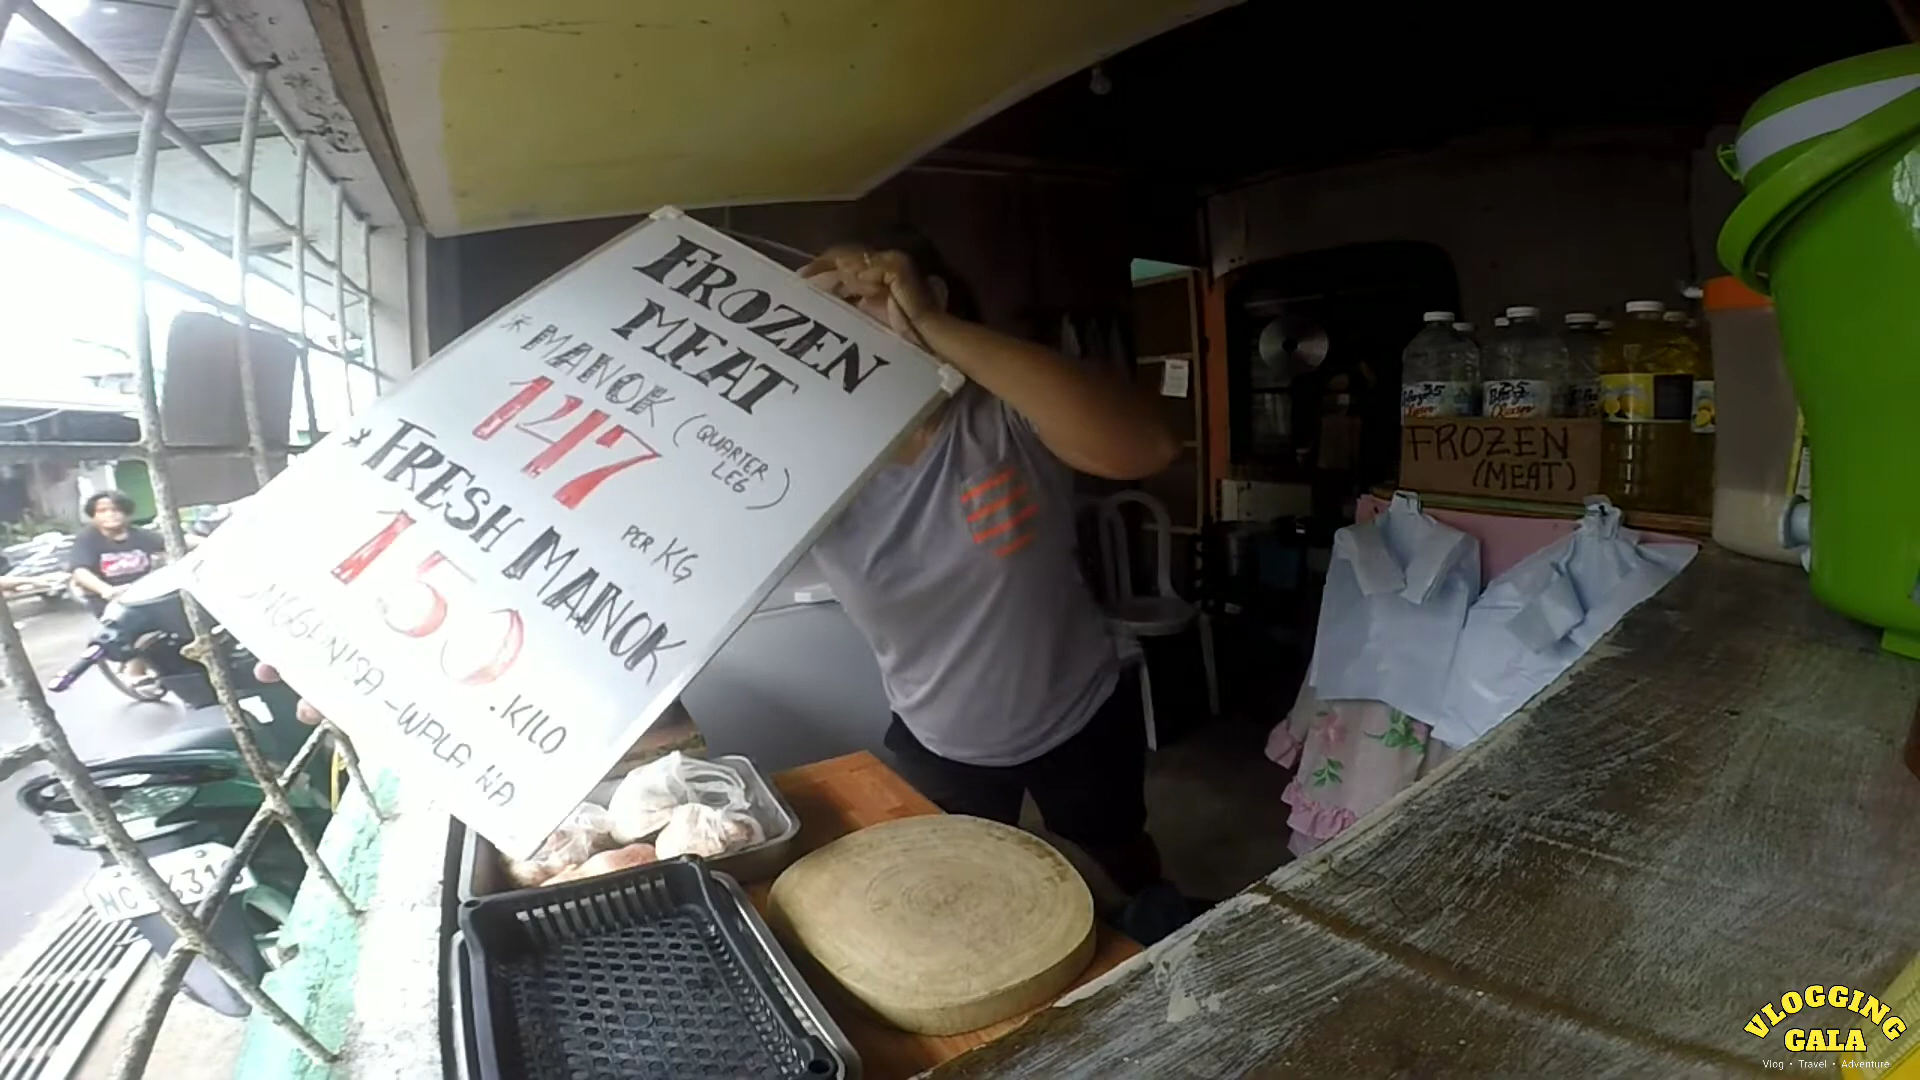 FROZEN
MEAT
* MANOK (QUARTER
LEG)
147
PER KG
* FRESH MANOK
150
.KILO
-WALA NA
FROZEN
(MEAT)
VLOGGING
GALA
Vlog • Travel • Adventure